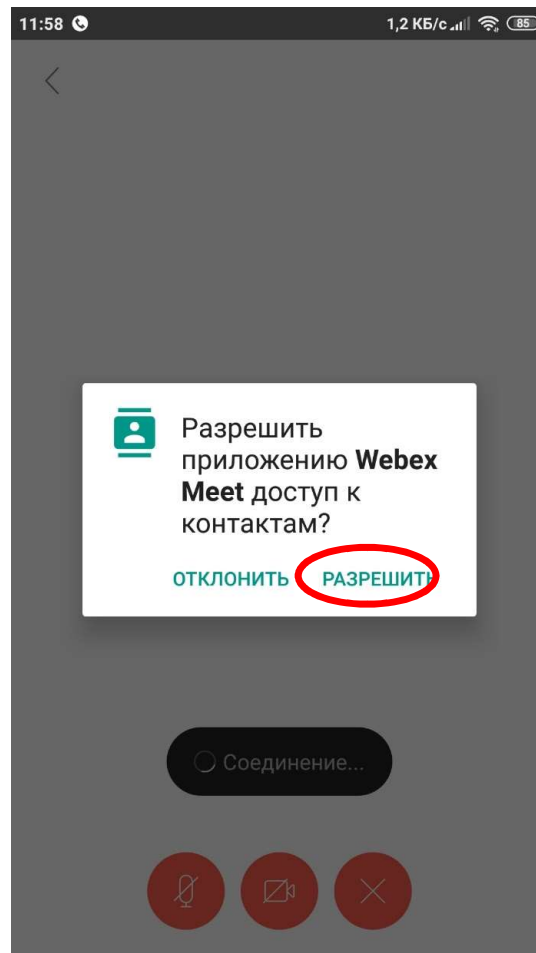 11:58 1,2 КБ/с 85
Разрешить
приложению Webex
Meet доступ к
контактам?
ОТКЛОНИТЬ РАЗРЕШИТЬ
Соединение...